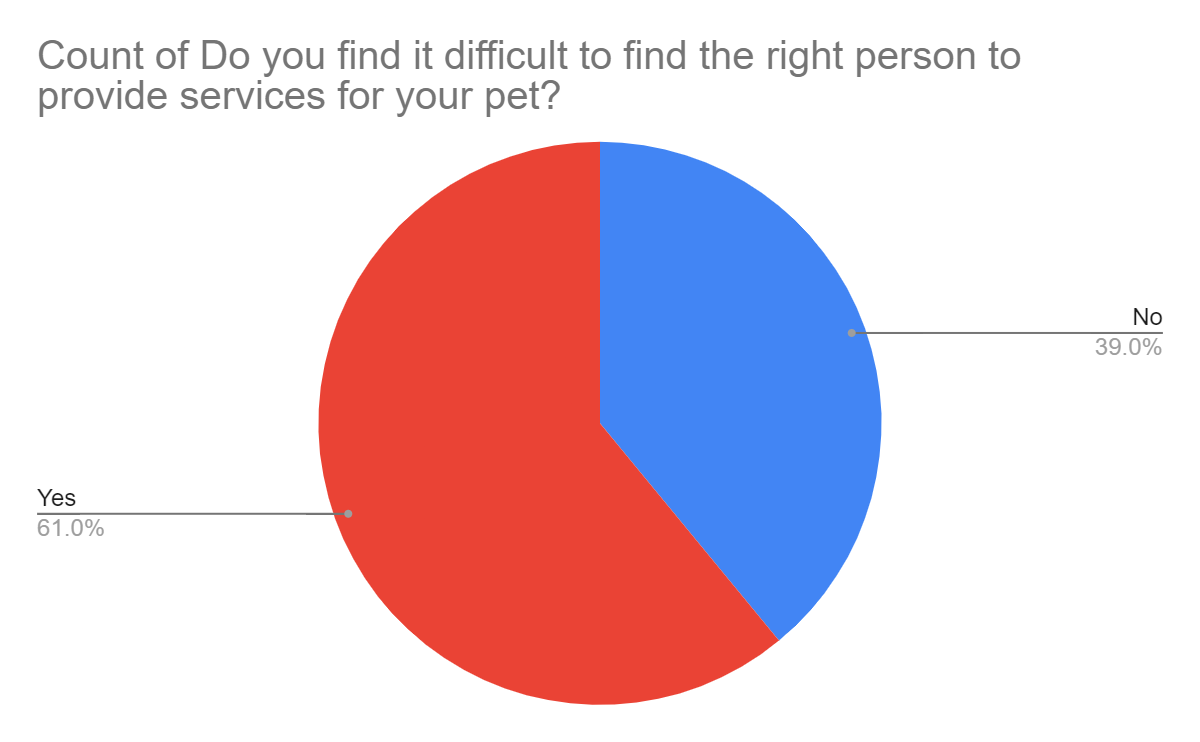 Count of Do you find it difficult to find the right person to
provide services for your pet?
No
39.0%
Yes
61.0%